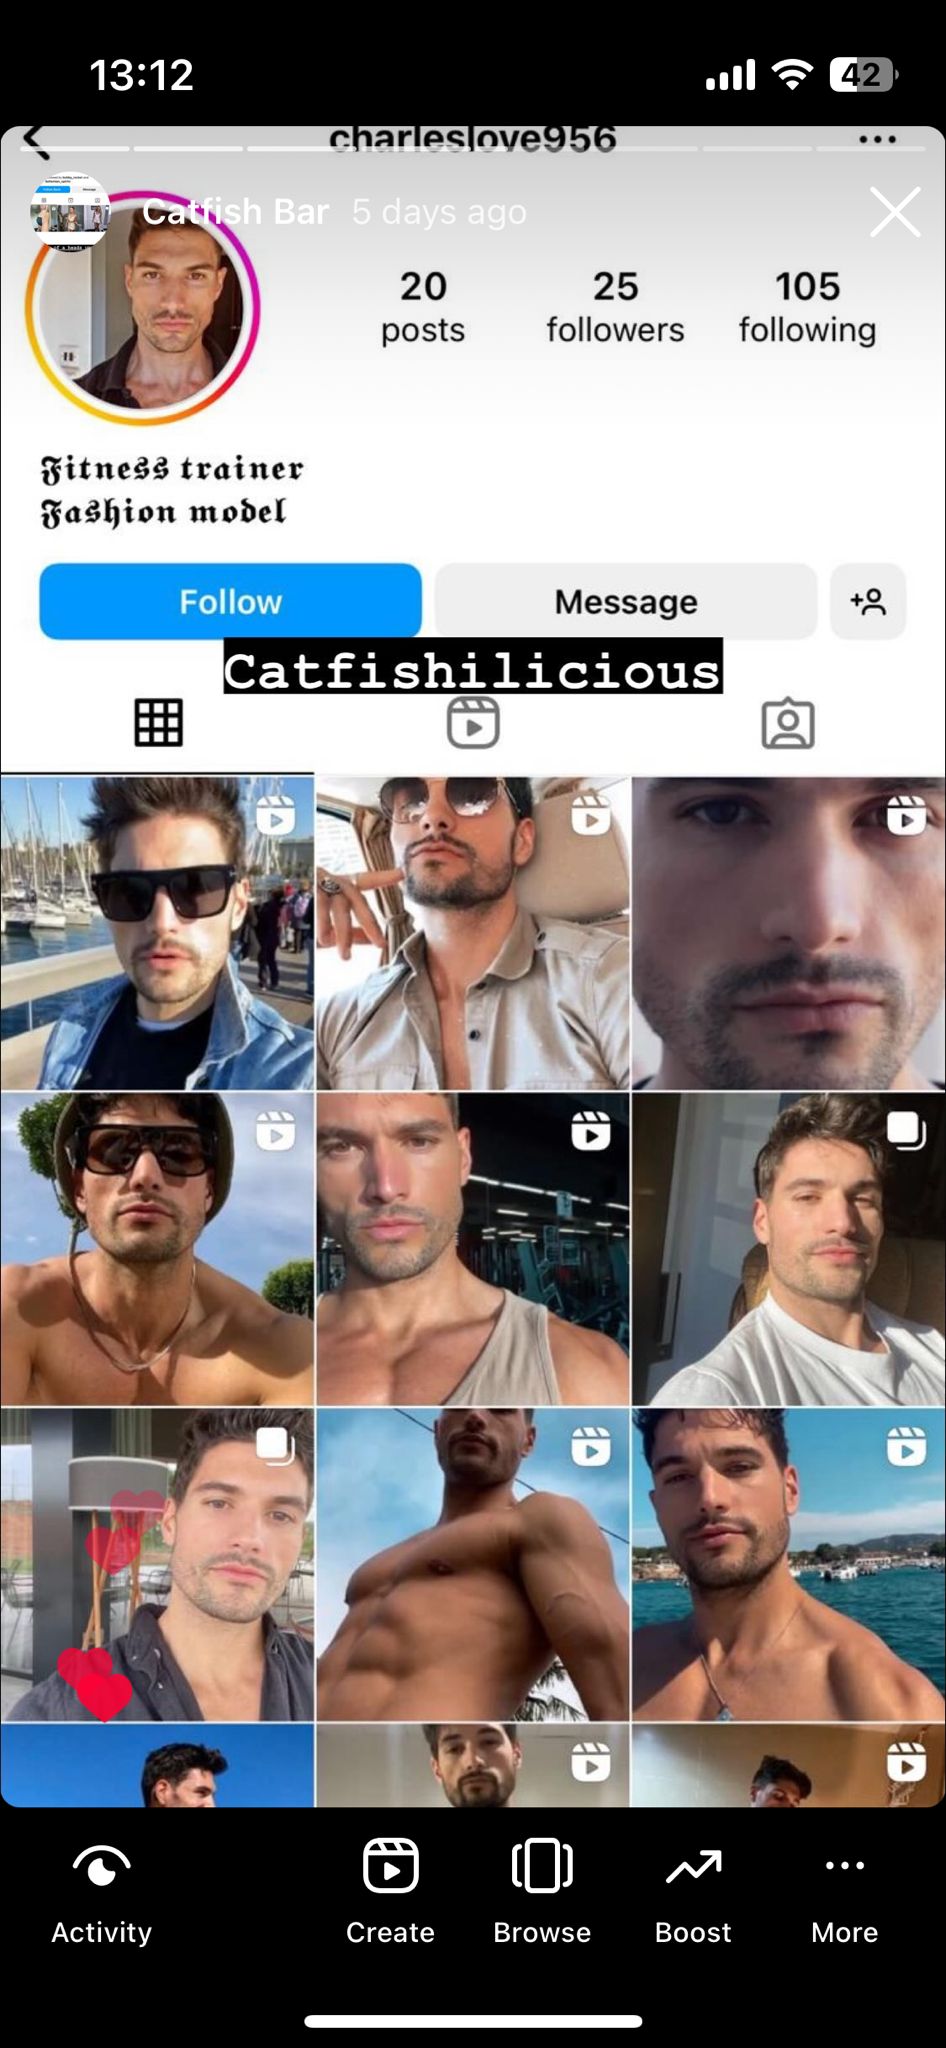 13:12
42
charleslove956
Catfish Bar 5 days ago
20 25 105
posts followers following
Fitness trainer
Fashion model
Follow Message
Catfishilicious
Activity Create Browse Boost More